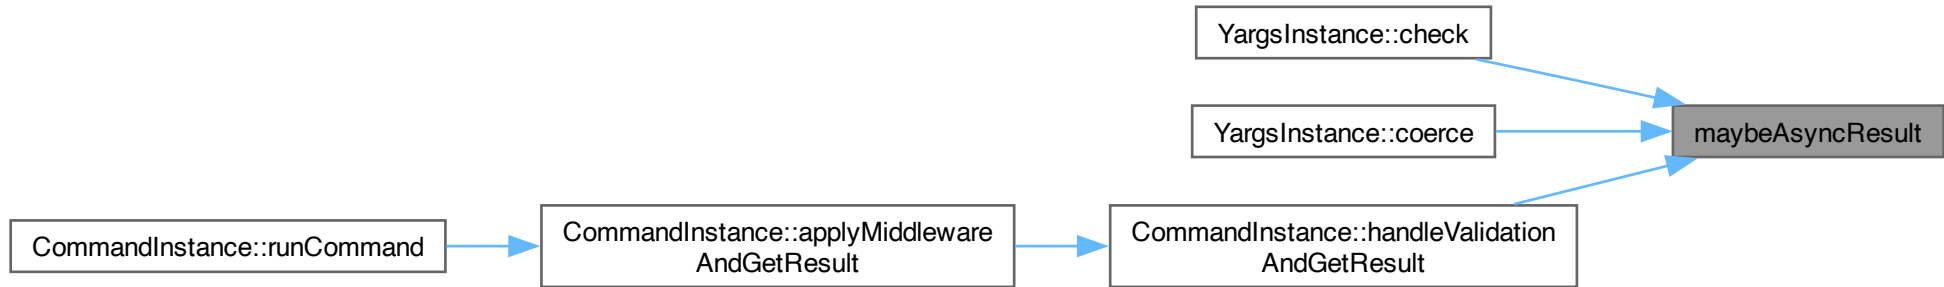 YargsInstance::check
YargsInstance::coerce
maybeAsyncResult
CommandInstance::runCommand
CommandInstance::applyMiddleware
AndGetResult
CommandInstance::handleValidation
AndGetResult